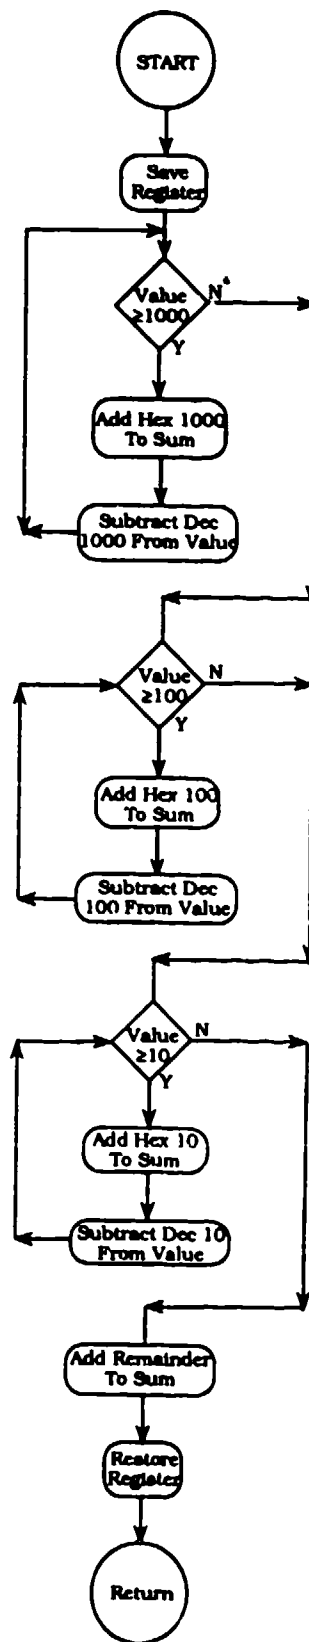 START
Save
Register
Value
≥1000
N
Y
Add Hex 1000
To Sum
Subtract Dec
1000 From Value
Value
≥100
N
Y
Add Hex 100
To Sum
Subtract Dec
100 From Value
Value
≥10
N
Y
Add Hex 10
To Sum
Subtract Dec 10
From Value
Add Remainder
To Sum
Restore
Register
Return